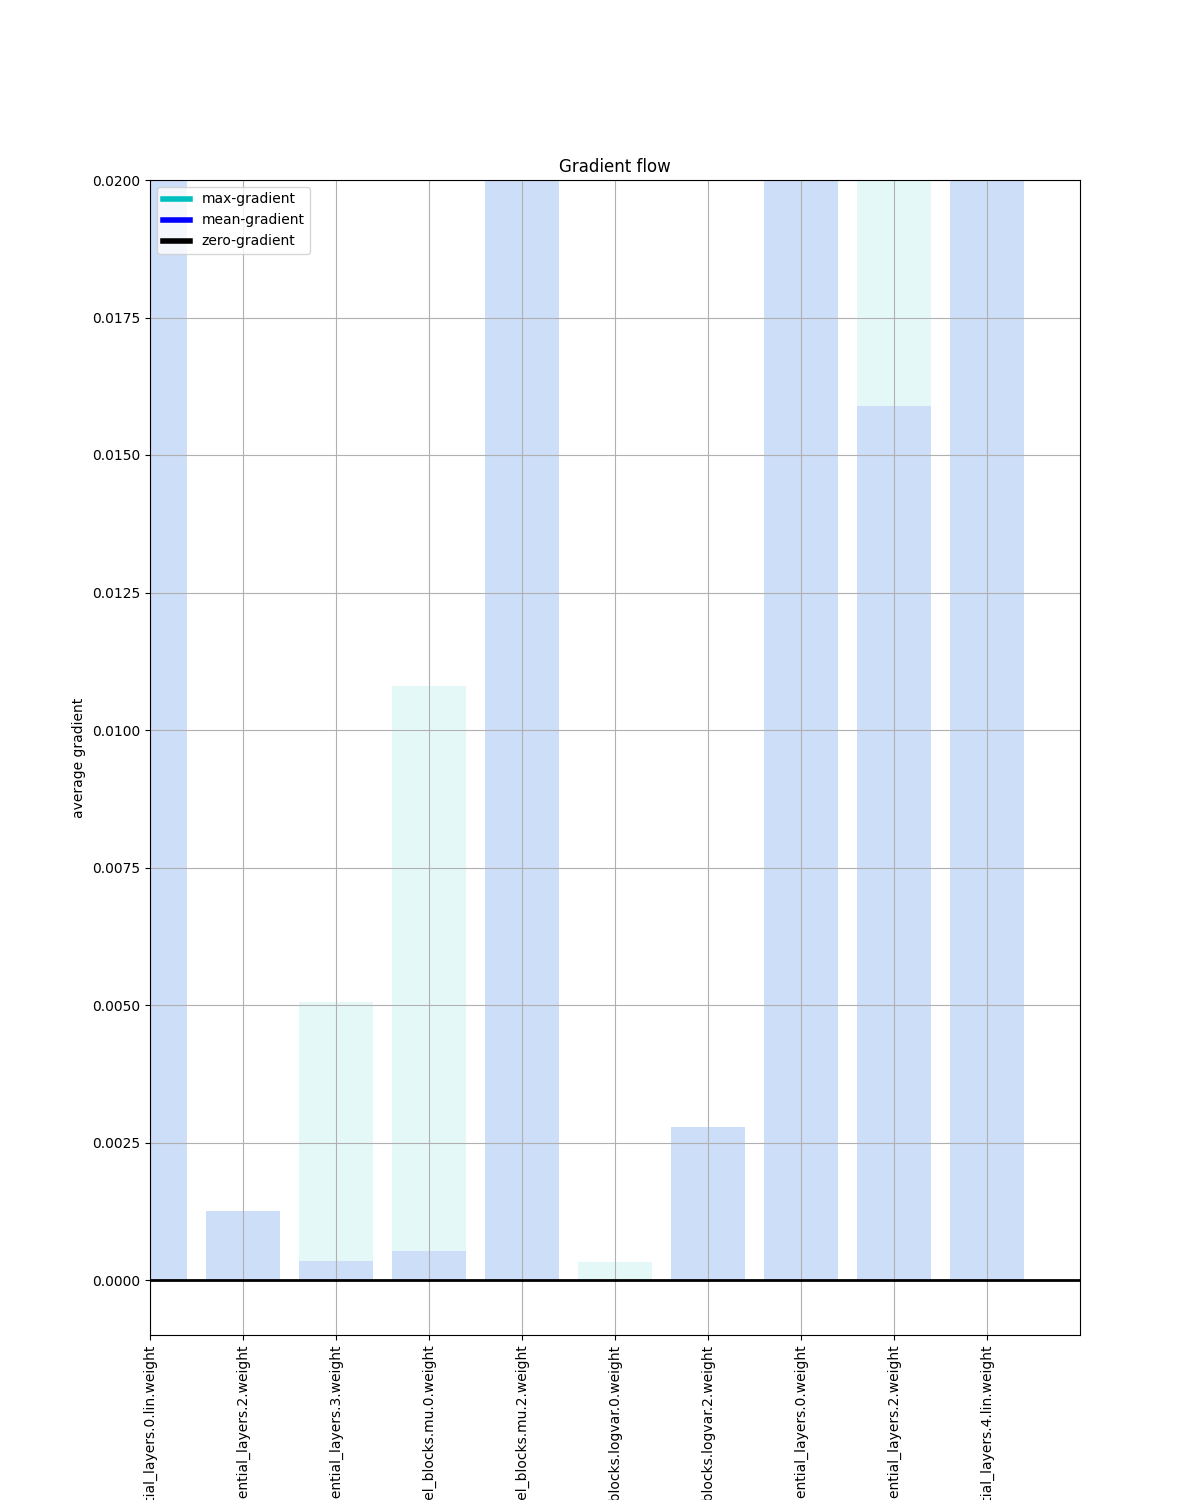 Gradient flow
max-gradient
mean-gradient
zero-gradient
0.0200
0.0175
0.0150
0.0125
0.0100
0.0075
0.0050
0.0025
0.0000
average gradient
tial_layers.0.lin.weight
ential_layers.2.weight
ential_layers.3.weight
el_blocks.mu.0.weight
el_blocks.mu.2.weight
blocks.logvar.0.weight
blocks.logvar.2.weight
ential_layers.0.weight
ential_layers.2.weight
tial_layers.4.lin.weight